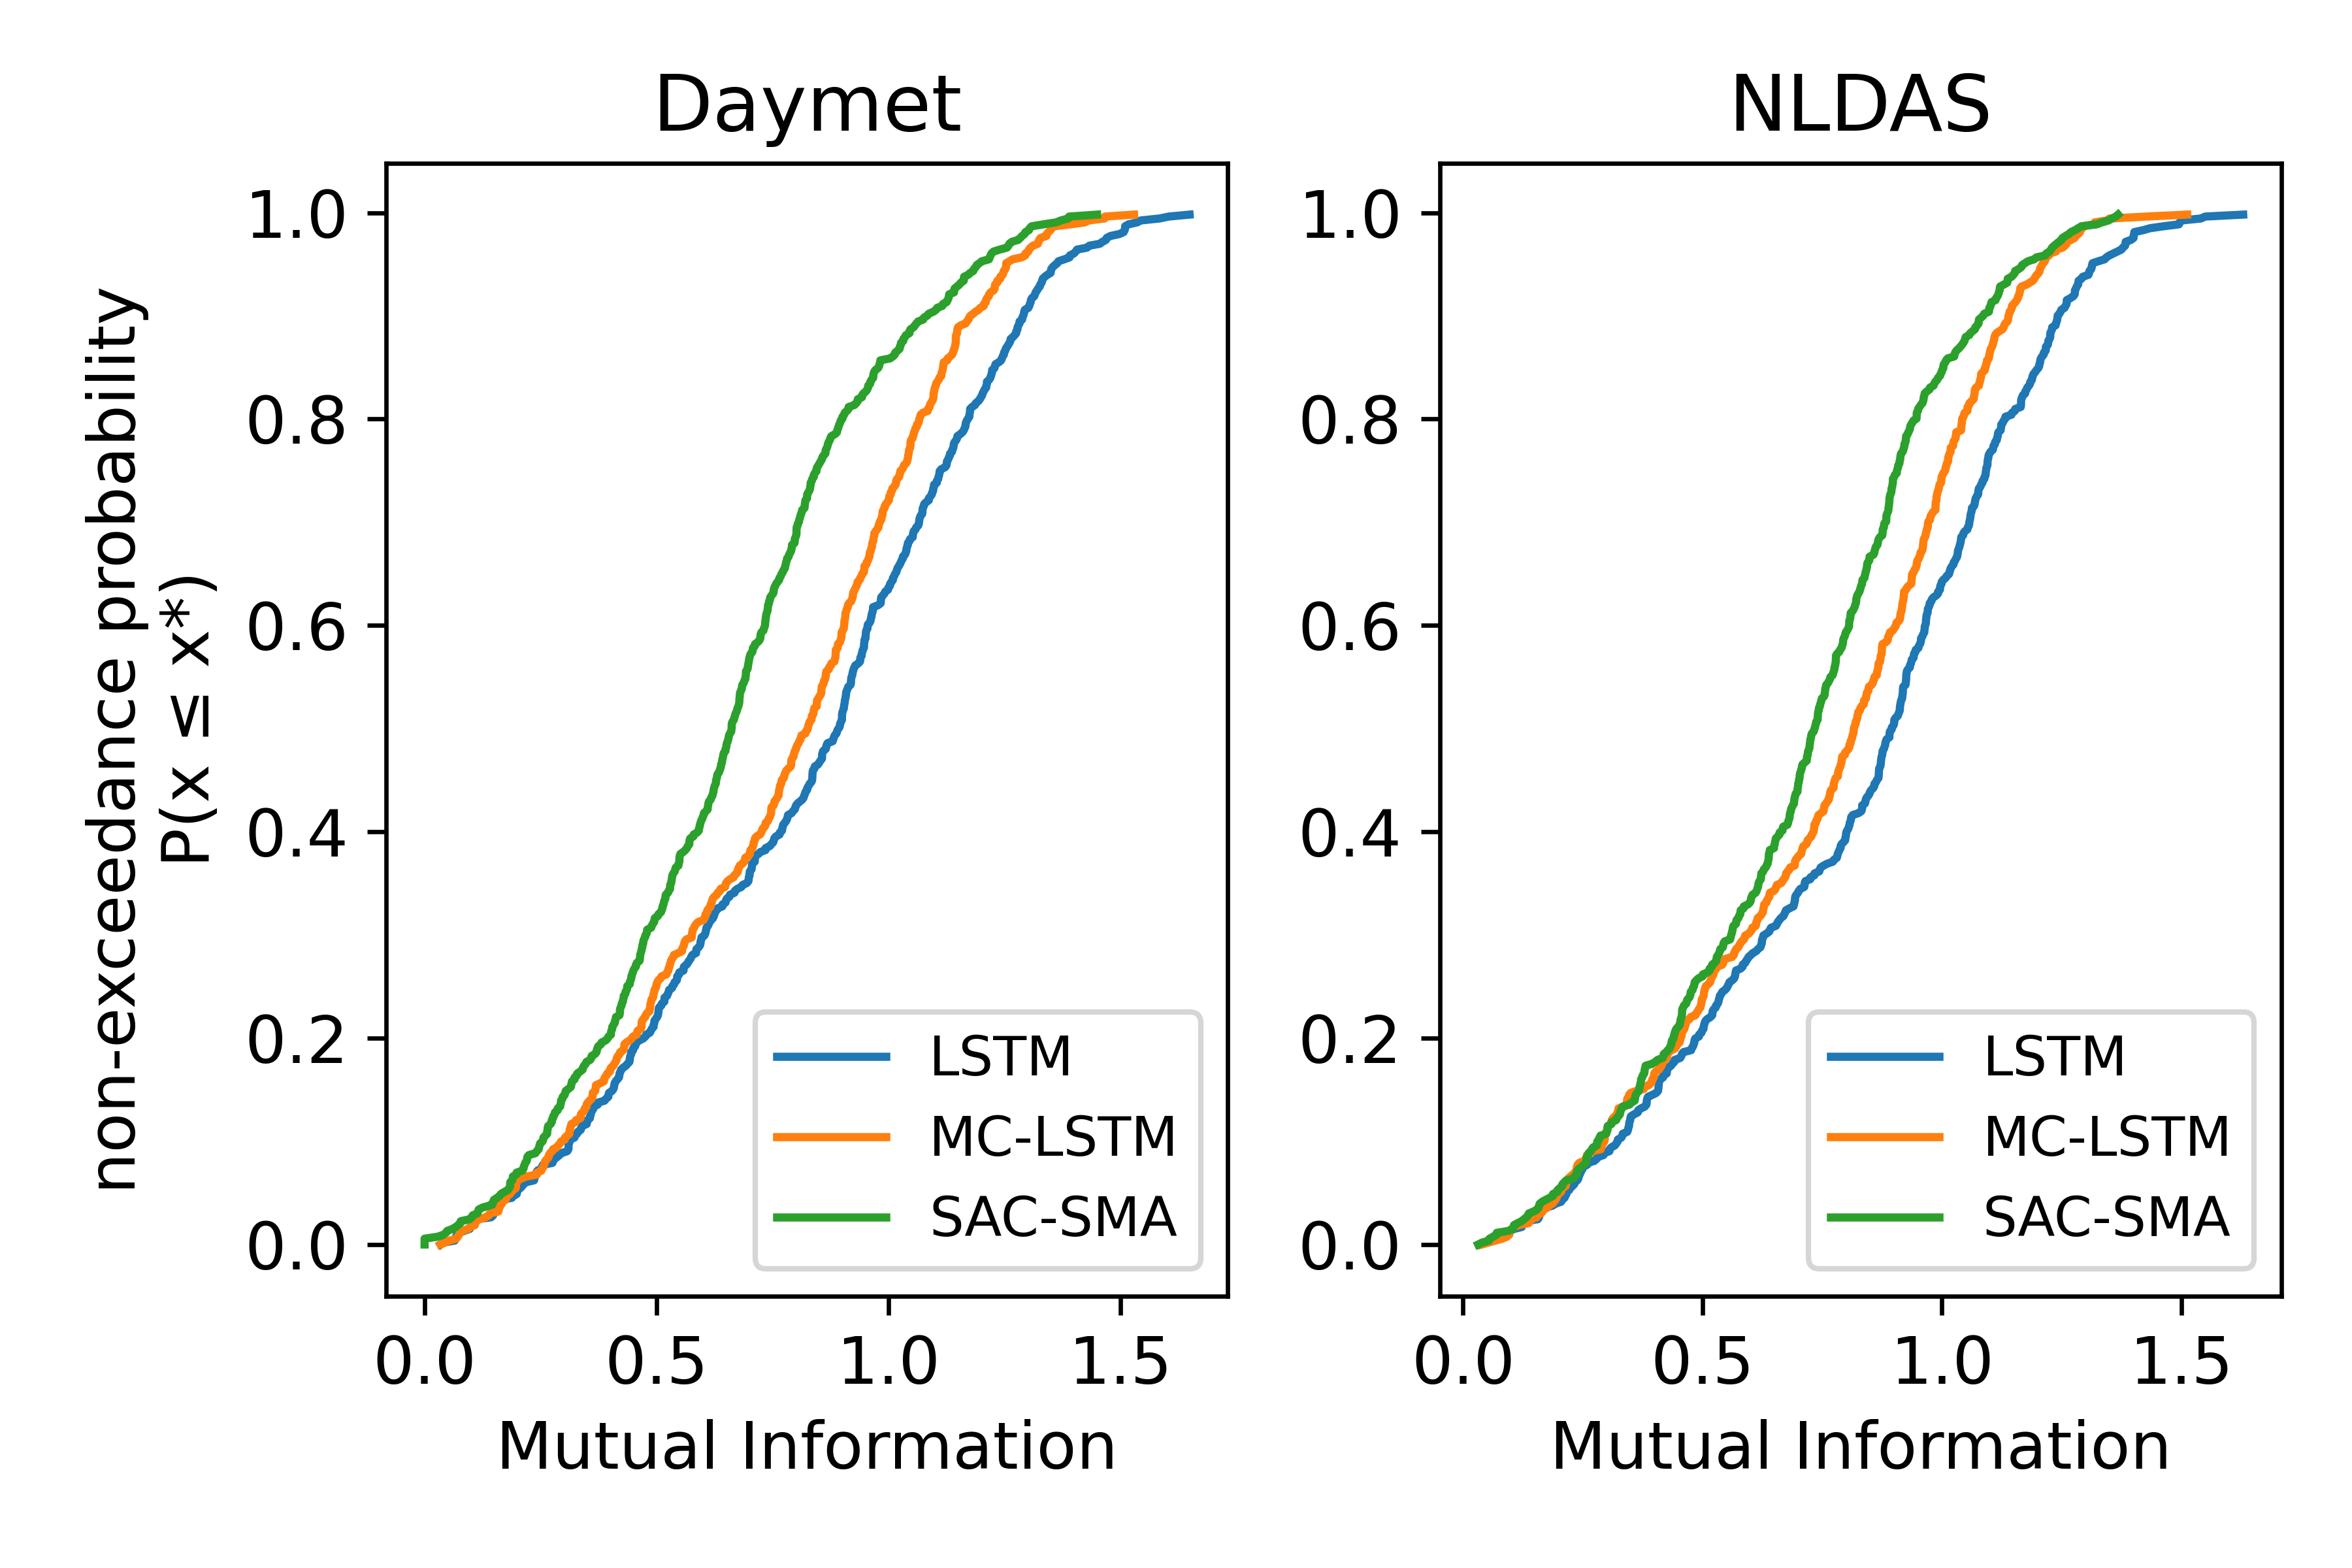 Daymet
non-exceedance probability
P(x ≤ x*)
1.0
0.8
0.6
0.4
0.2
0.0
0.0 0.5 1.0 1.5
Mutual Information
LSTM
MC-LSTM
SAC-SMA
NLDAS
1.0
0.8
0.6
0.4
0.2
0.0
0.0 0.5 1.0 1.5
Mutual Information
LSTM
MC-LSTM
SAC-SMA